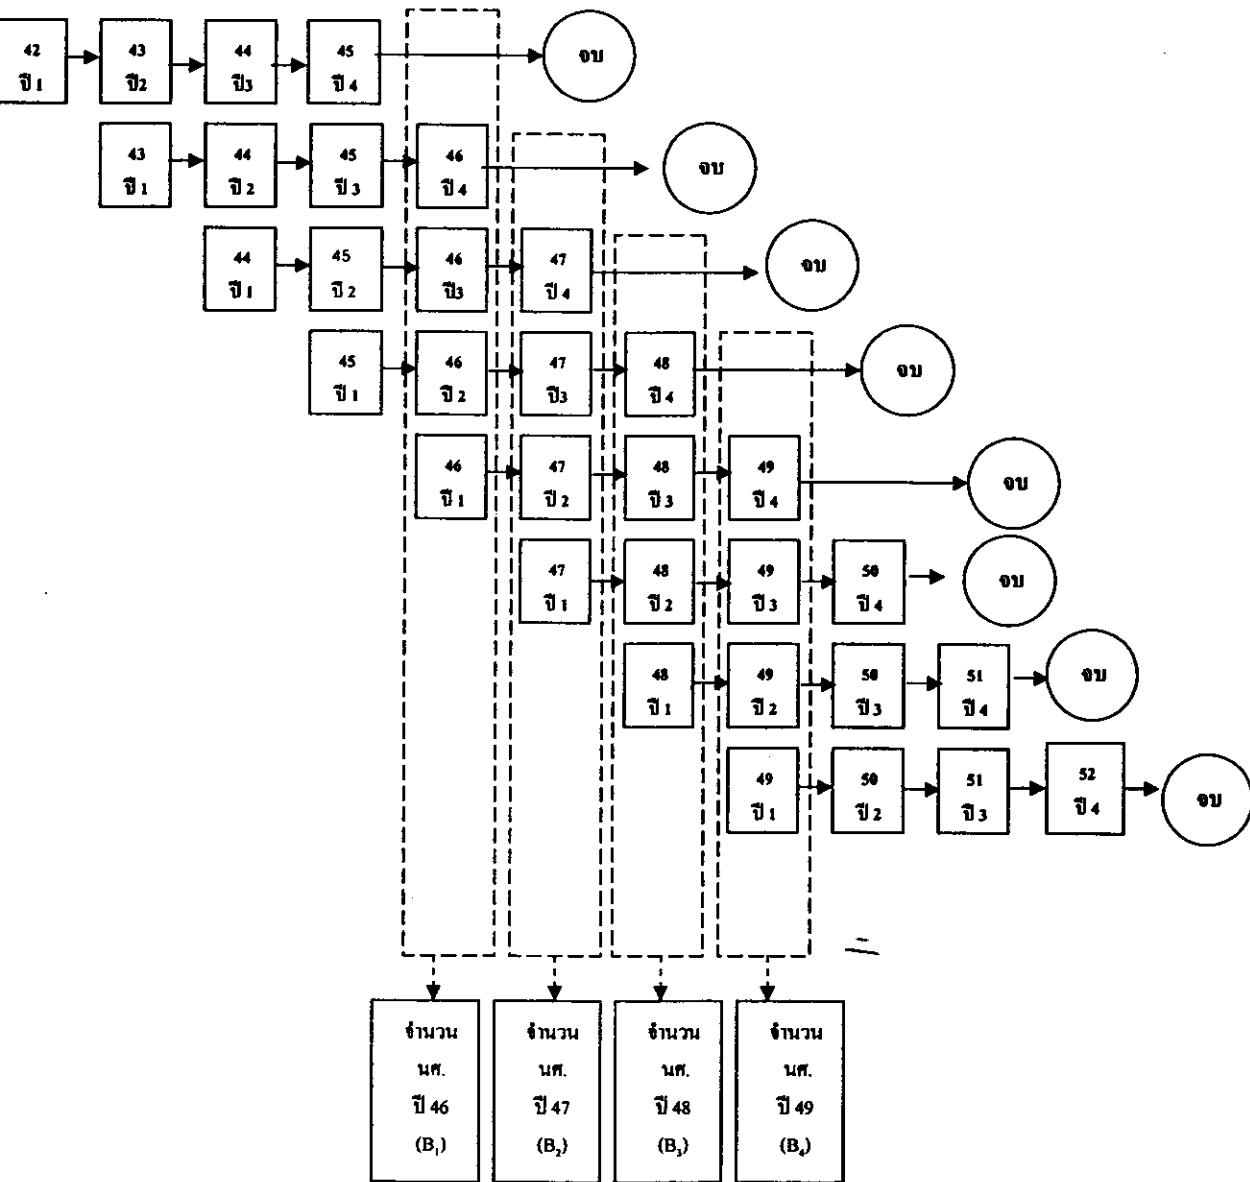 42
ปี 1
43
ปี2
44
ปี3
45
ปี 4
จบ
43
ปี 1
44
ปี 2
45
ปี 3
46
ปี 4
จบ
44
ปี 1
45
ปี 2
46
ปี3
47
ปี 4
จบ
45
ปี 1
46
ปี 2
47
ปี3
48
ปี 4
จบ
46
ปี 1
47
ปี 2
48
ปี 3
49
ปี 4
จบ
47
ปี 1
48
ปี 2
49
ปี 3
50
ปี 4
จบ
48
ปี 1
49
ปี 2
50
ปี 3
51
ปี 4
จบ
49
ปี 1
50
ปี 2
51
ปี 3
52
ปี 4
จบ
จำนวน
นศ.
ปี 46
(B₁)
จำนวน
นศ.
ปี 47
(B₂)
จำนวน
นศ.
ปี 48
(B₃)
จำนวน
นศ.
ปี 49
(B₄)